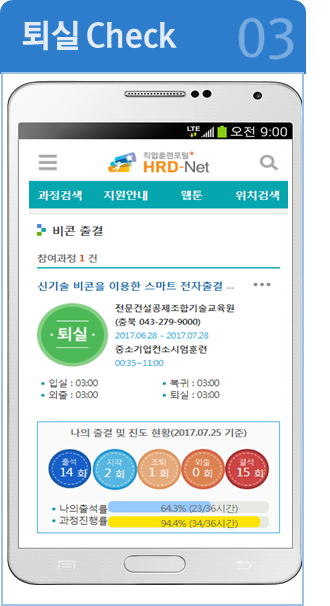 퇴실 Check 03
LTE 오전 9:00
직업훈련포털
HRD-Net
과정검색 지원안내 웹툰 위치검색
비콘 출결
참여과정 1 건
신기술 비콘을 이용한 스마트 전자출결 ... •••
퇴실
전문건설공제조합기술교육원
(충북 043-279-9000)
2017.06.28 - 2017.07.28
중소기업컨소시엄훈련
00:35~11:00
• 입실 : 03:00 • 복귀 : 03:00
• 외출 : 03:00 • 퇴실 : 03:00
나의 출결 및 진도 현황(2017.07.25 기준)
출석 지각 조퇴 외출 결석
14 회 2 회 1 회 0 회 15 회
• 나의출석률 64.3% (23/36시간)
• 과정진행률 94.4% (34/36시간)